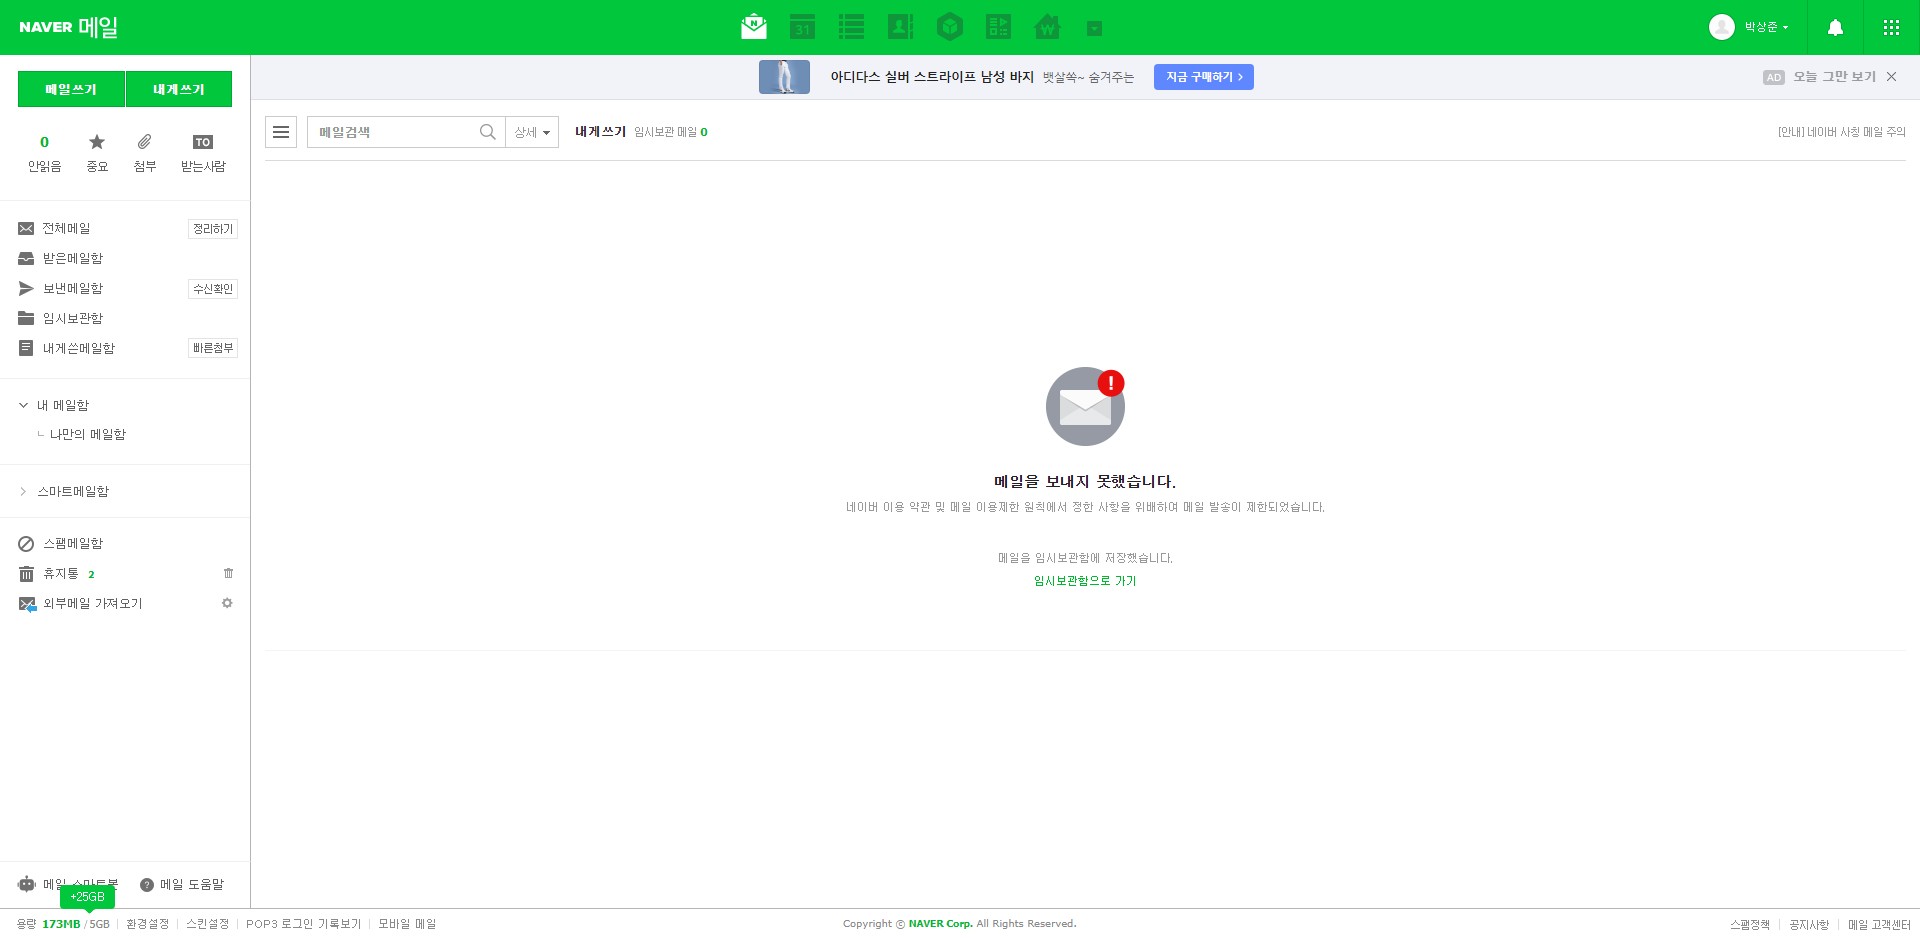 NAVER 메일
31
박상준
메일쓰기
내게쓰기
아디다스 실버 스트라이프 남성 바지 뱃살쏙~ 숨겨주는
지금 구매하기 >
AD 오늘 그만 보기
메일검색
상세
내게쓰기 임시보관 메일 0
[안내] 네이버 사칭 메일 주의
0
안읽음
중요
첨부
TO
받는사람
전체메일
정리하기
받은메일함
보낸메일함
수신확인
임시보관함
내게쓴메일함
빠른첨부
내 메일함
나만의 메일함
스마트메일함
스팸메일함
휴지통 2
외부메일 가져오기
메일을 보내지 못했습니다.
네이버 이용 약관 및 메일 이용제한 원칙에서 정한 사항을 위배하여 메일 발송이 제한되었습니다.
메일을 임시보관함에 저장했습니다.
임시보관함으로 가기
메일 스마트봇
? 메일 도움말
+25GB
용량 173MB / 5GB
환경설정
스킨설정
POP3 로그인 기록보기
모바일 메일
Copyright © NAVER Corp. All Rights Reserved.
스팸정책
공지사항
메일 고객센터